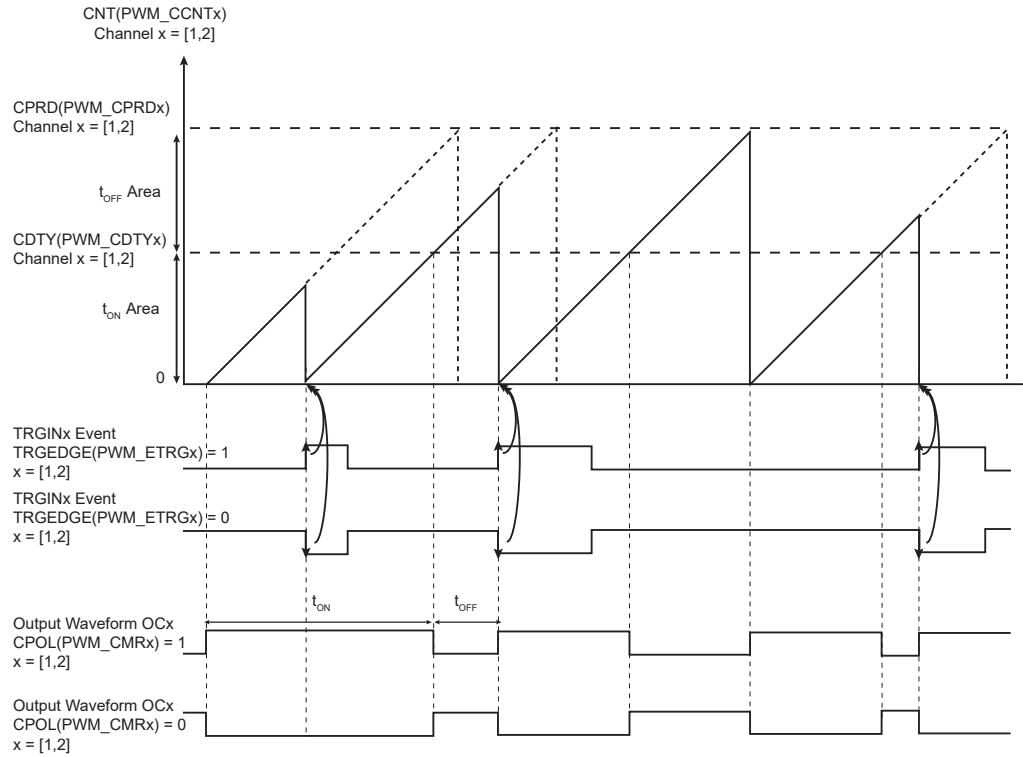 CNT(PWM_CCNTx)
Channel x = [1,2]
CPRD(PWM_CPRDx)
Channel x = [1,2]
tOFF Area
CDTY(PWM_CDTYx)
Channel x = [1,2]
tON Area
0
TRGINx Event
TRGEDGE(PWM_ETRGx) = 1
x = [1,2]
TRGINx Event
TRGEDGE(PWM_ETRGx) = 0
x = [1,2]
tON
tOFF
Output Waveform OCx
CPOL(PWM_CMRx) = 1
x = [1,2]
Output Waveform OCx
CPOL(PWM_CMRx) = 0
x = [1,2]